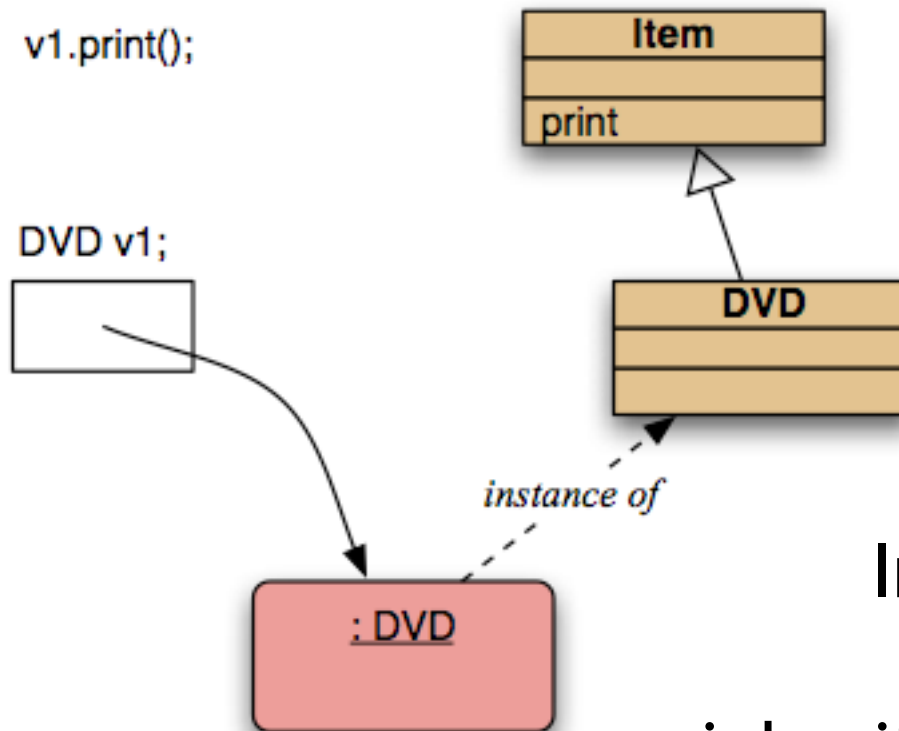 v1.print();
Item
print
DVD v1;
DVD
instance of
: DVD